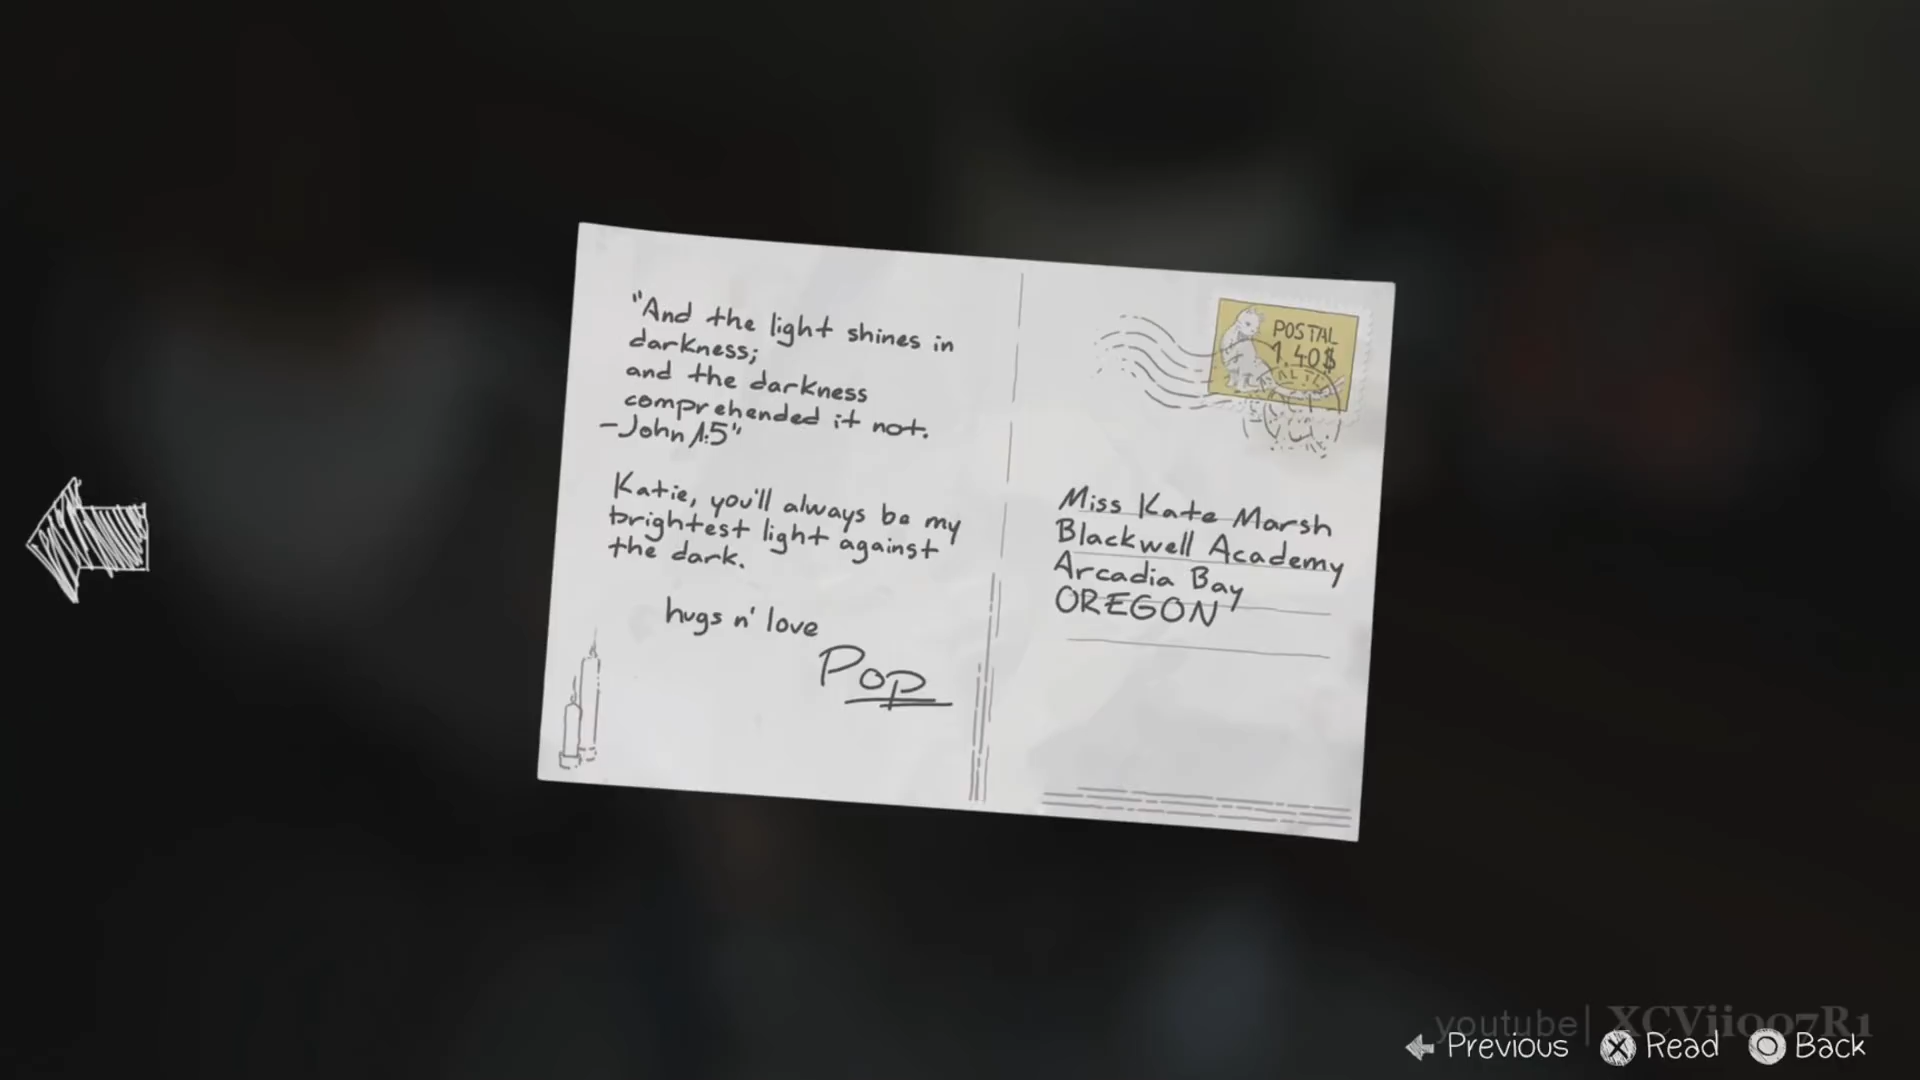 "And the light shines in
darkness;
and the darkness
comprehended it not.
-John 1:5"
Katie, you'll always be my
brightest light against
the dark.
hugs n' love
Pop
POSTAL
1.40$
Miss Kate Marsh
Blackwell Academy
Arcadia Bay
OREGON
youtube| XCVii007R1
Previous
Read
Back